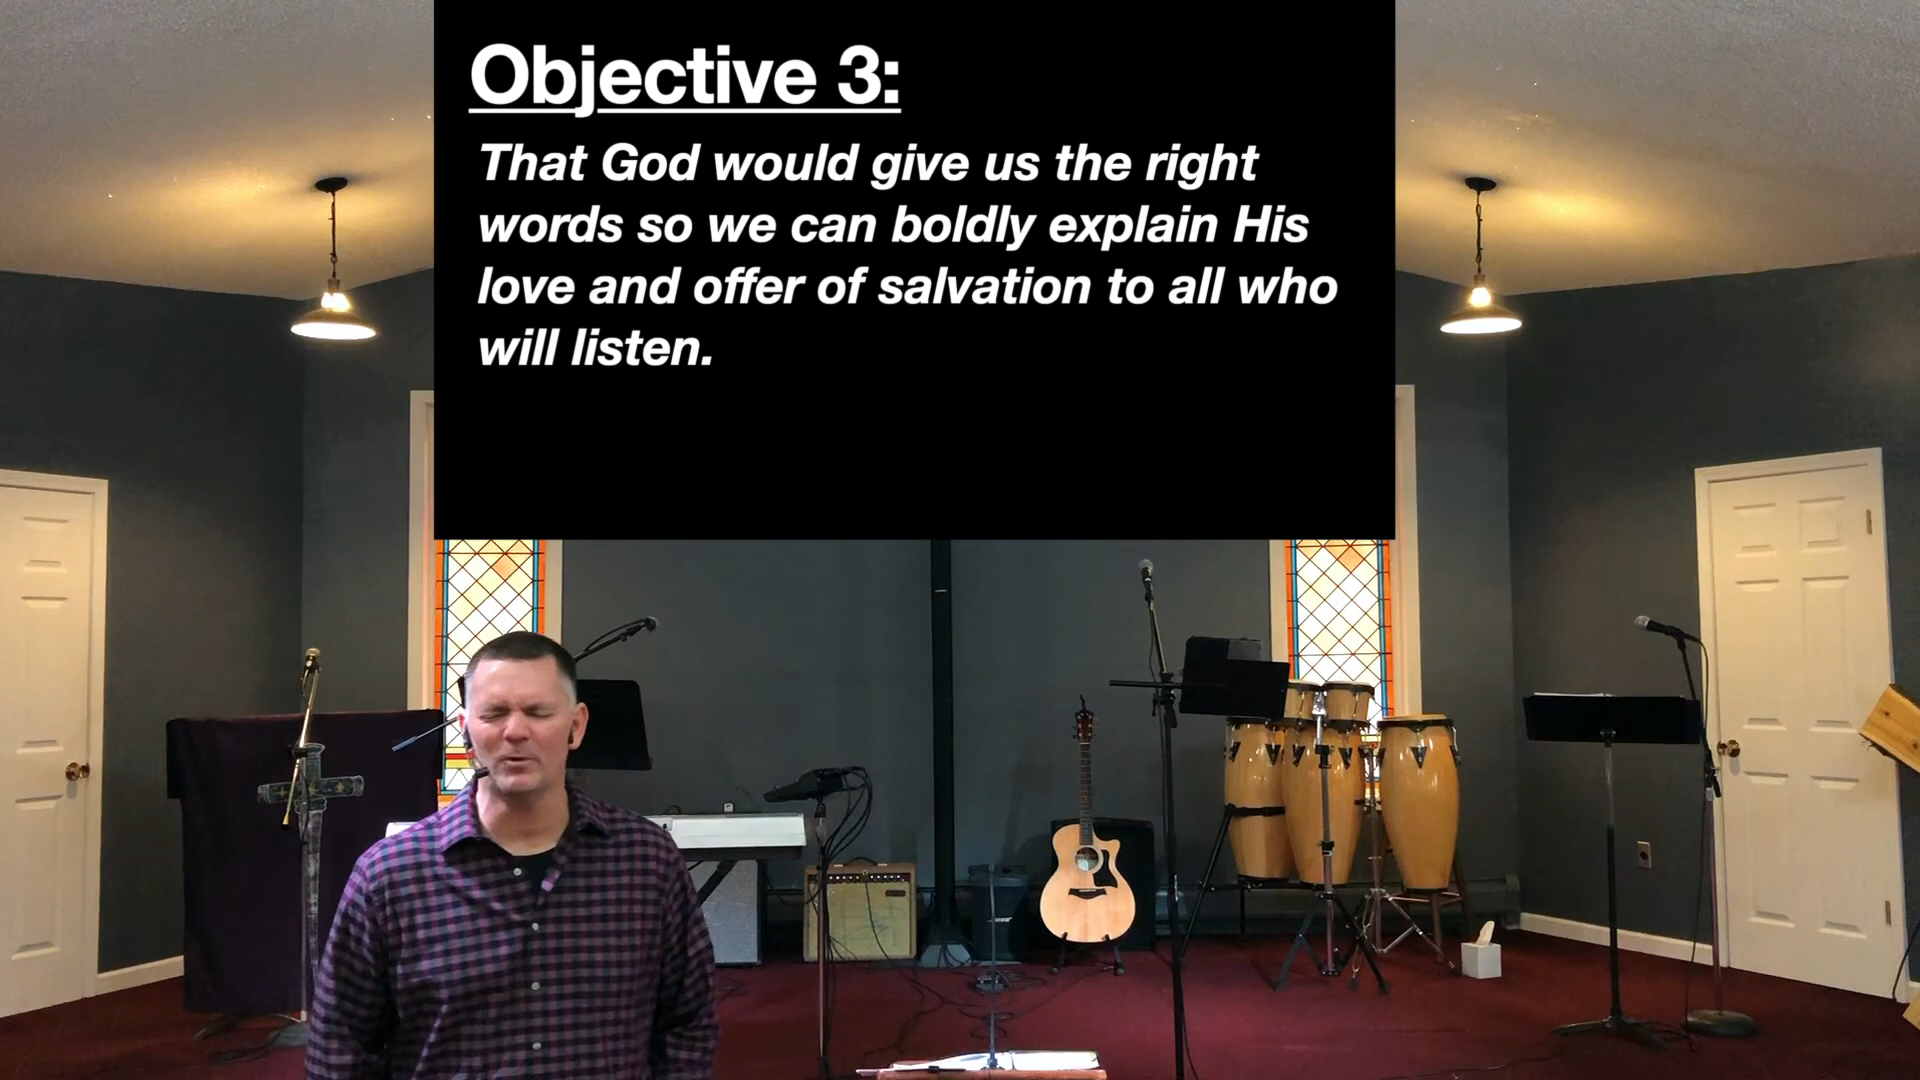 Objective 3:
That God would give us the right
words so we can boldly explain His
love and offer of salvation to all who
will listen.